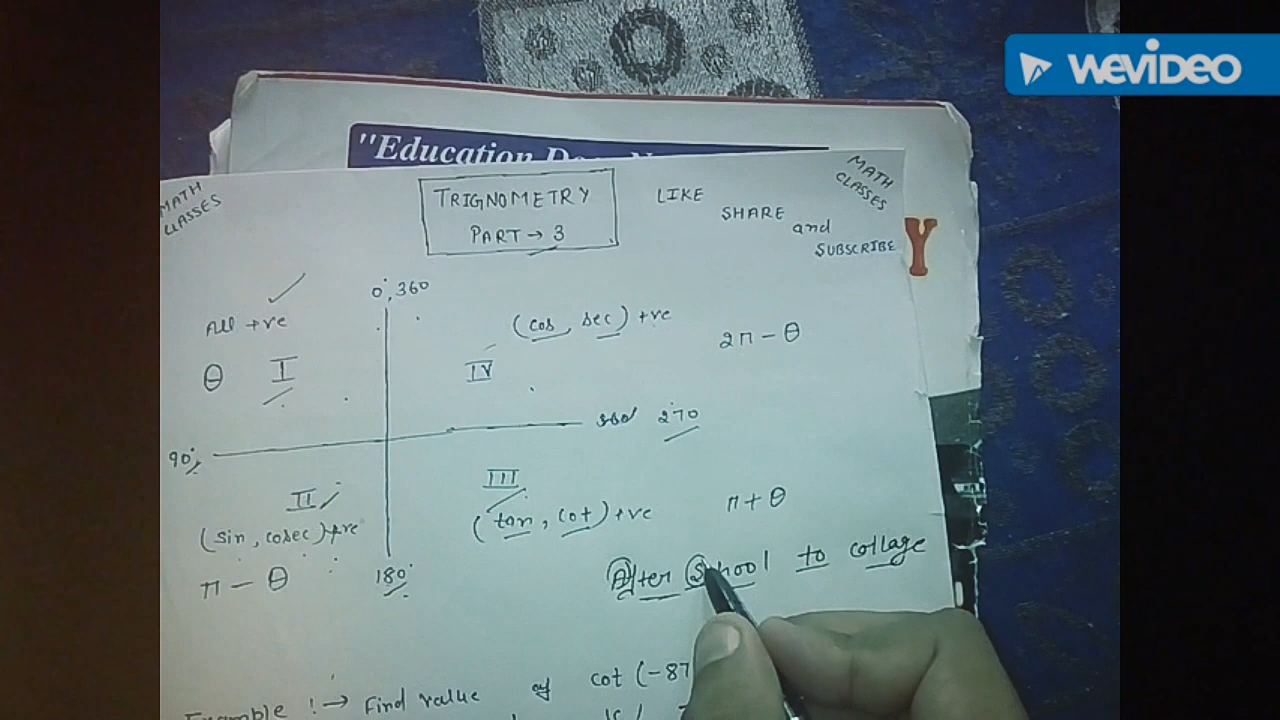 WEVIDEO
"Education
MATH CLASSES
TRIGNOMETRY
PART → 3
LIKE
SHARE
and
SUBSCRIBE
MATH CLASSES
Y
0°, 360
All +ve
(cos, sec) +ve
2π - θ
θ I
IV
90°
270
II
III
(sin, cosec) +ve
(tan, cot) +ve
π + θ
π - θ
180°
After School to collage
Example :→ Find value of cot (-87